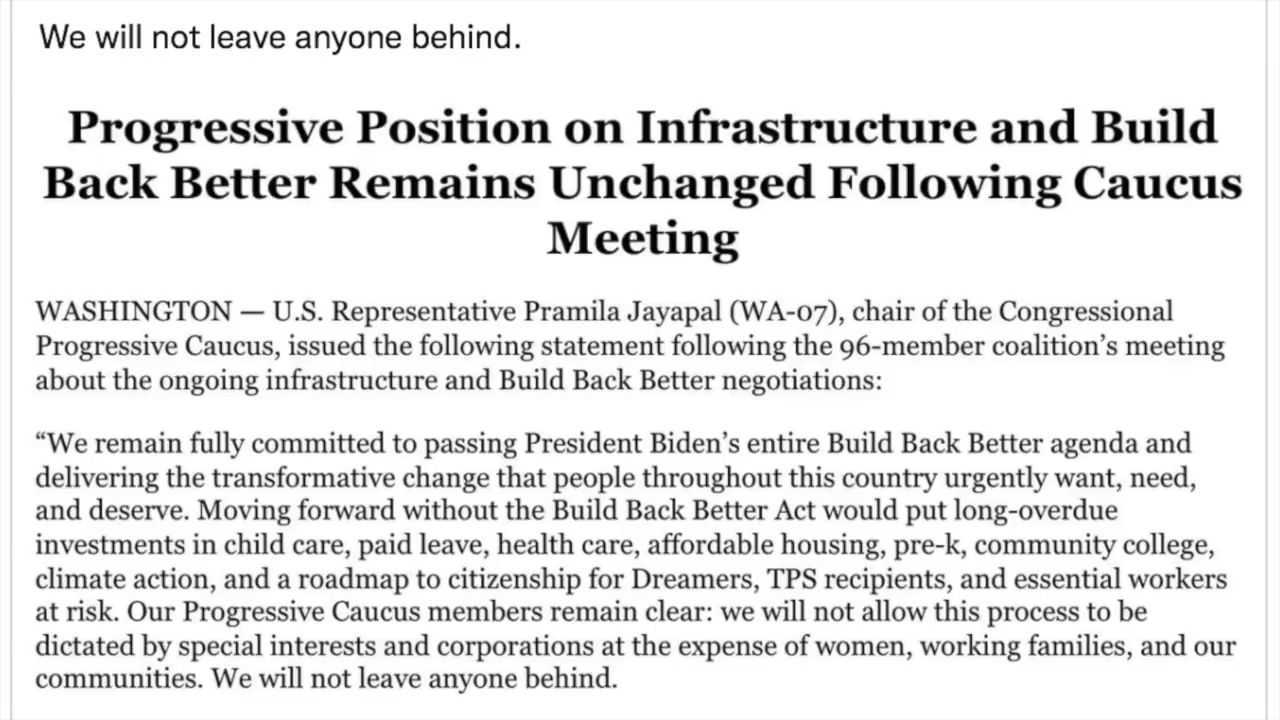 We will not leave anyone behind.
Progressive Position on Infrastructure and Build
Back Better Remains Unchanged Following Caucus
Meeting
WASHINGTON — U.S. Representative Pramila Jayapal (WA-07), chair of the Congressional
Progressive Caucus, issued the following statement following the 96-member coalition’s meeting
about the ongoing infrastructure and Build Back Better negotiations:
“We remain fully committed to passing President Biden’s entire Build Back Better agenda and
delivering the transformative change that people throughout this country urgently want, need,
and deserve. Moving forward without the Build Back Better Act would put long-overdue
investments in child care, paid leave, health care, affordable housing, pre-k, community college,
climate action, and a roadmap to citizenship for Dreamers, TPS recipients, and essential workers
at risk. Our Progressive Caucus members remain clear: we will not allow this process to be
dictated by special interests and corporations at the expense of women, working families, and our
communities. We will not leave anyone behind.